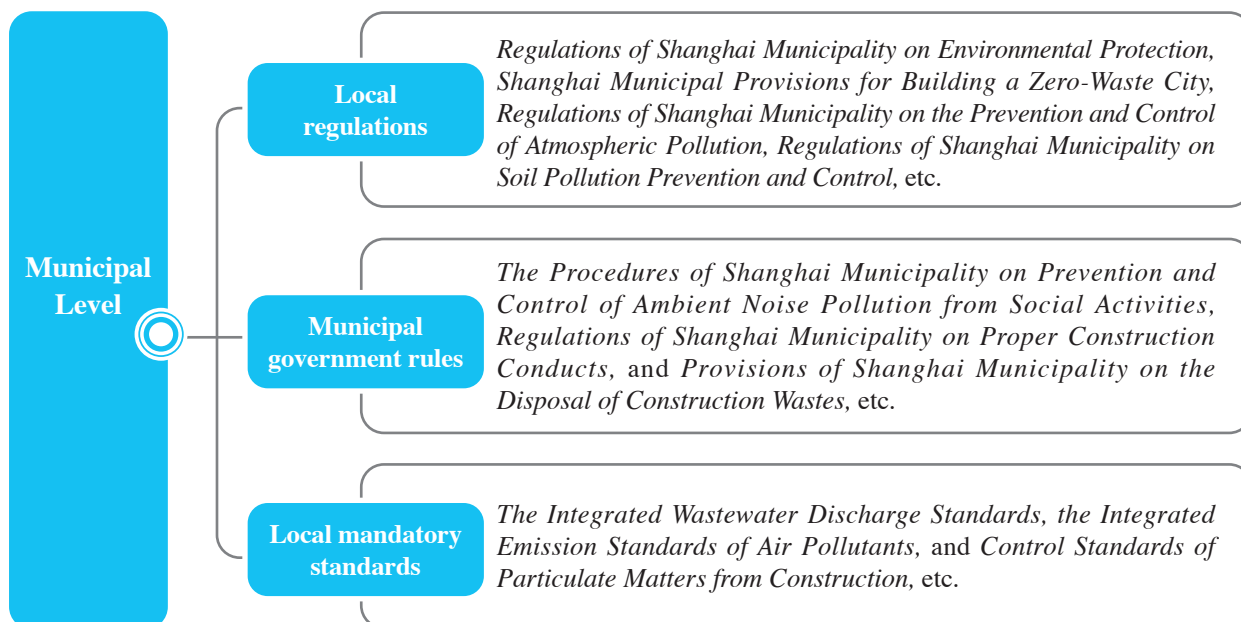 Municipal
Level
Local
regulations
Regulations of Shanghai Municipality on Environmental Protection,
Shanghai Municipal Provisions for Building a Zero-Waste City,
Regulations of Shanghai Municipality on the Prevention and Control
of Atmospheric Pollution, Regulations of Shanghai Municipality on
Soil Pollution Prevention and Control, etc.
Municipal
government rules
The Procedures of Shanghai Municipality on Prevention and
Control of Ambient Noise Pollution from Social Activities,
Regulations of Shanghai Municipality on Proper Construction
Conducts, and Provisions of Shanghai Municipality on the
Disposal of Construction Wastes, etc.
Local mandatory
standards
The Integrated Wastewater Discharge Standards, the Integrated
Emission Standards of Air Pollutants, and Control Standards of
Particulate Matters from Construction, etc.